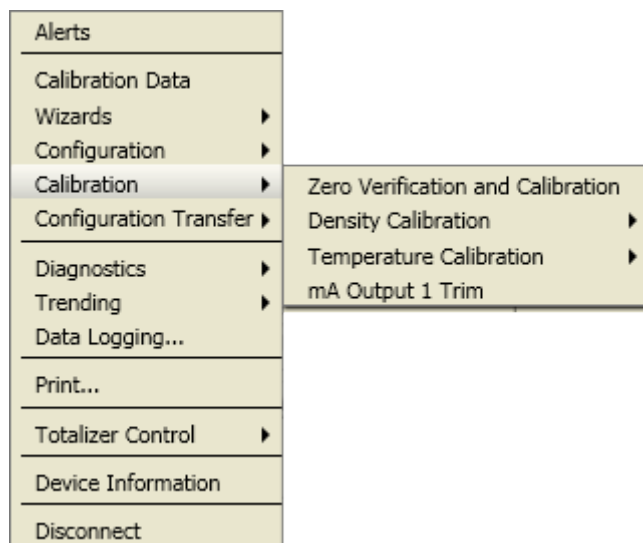 Alerts
Calibration Data
Wizards
Configuration
Calibration
Configuration Transfer
Diagnostics
Trending
Data Logging...
Print...
Totalizer Control
Device Information
Disconnect
Zero Verification and Calibration
Density Calibration
Temperature Calibration
mA Output 1 Trim